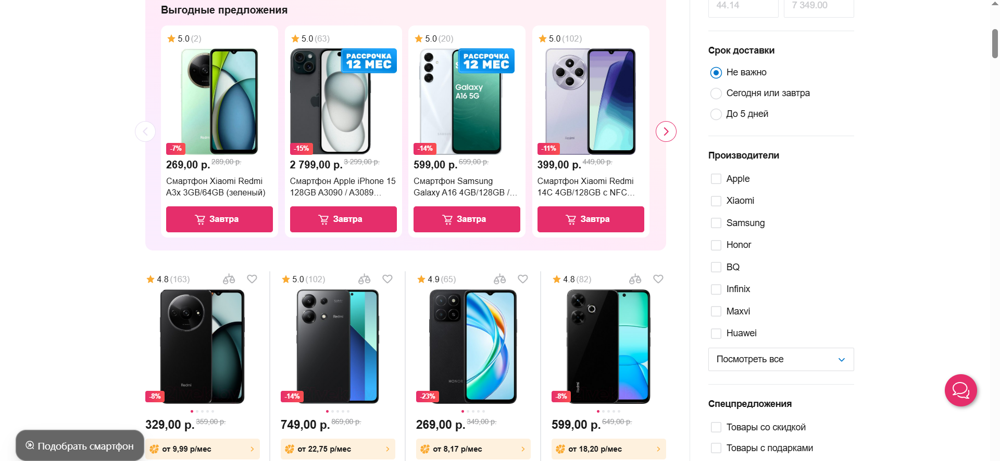 Выгодные предложения
5.0 (2)
5.0 (63)
5.0 (20)
5.0 (102)
РАССРОЧКА
12 МЕС
РАССРОЧКА
12 МЕС
Galaxy
A16 5G
SAMSUNG
Redmi
Redmi
-7%
-15%
-14%
-11%
269,00 р. 289,00 р.
2 799,00 р. 3 299,00 р.
599,00 р. 699,00 р.
399,00 р. 449,00 р.
Смартфон Xiaomi Redmi
A3x 3GB/64GB (зеленый)
Смартфон Apple iPhone 15
128GB A3090 / A3089...
Смартфон Samsung
Galaxy A16 4GB/128GB /...
Смартфон Xiaomi Redmi
14C 4GB/128GB с NFC...
Завтра
Завтра
Завтра
Завтра
4.8 (163)
5.0 (102)
4.9 (65)
4.8 (82)
Redmi
Redmi
HONOR
Redmi
-8%
-14%
-23%
-8%
329,00 р. 359,00 р.
749,00 р. 869,00 р.
269,00 р. 349,00 р.
599,00 р. 649,00 р.
от 9,99 р/мес
от 22,75 р/мес
от 8,17 р/мес
от 18,20 р/мес
Подобрать смартфон
44.14
7 349.00
Срок доставки
Не важно
Сегодня или завтра
До 5 дней
Производители
Apple
Xiaomi
Samsung
Honor
BQ
Infinix
Maxvi
Huawei
Посмотреть все
Спецпредложения
Товары со скидкой
Товары с подарками